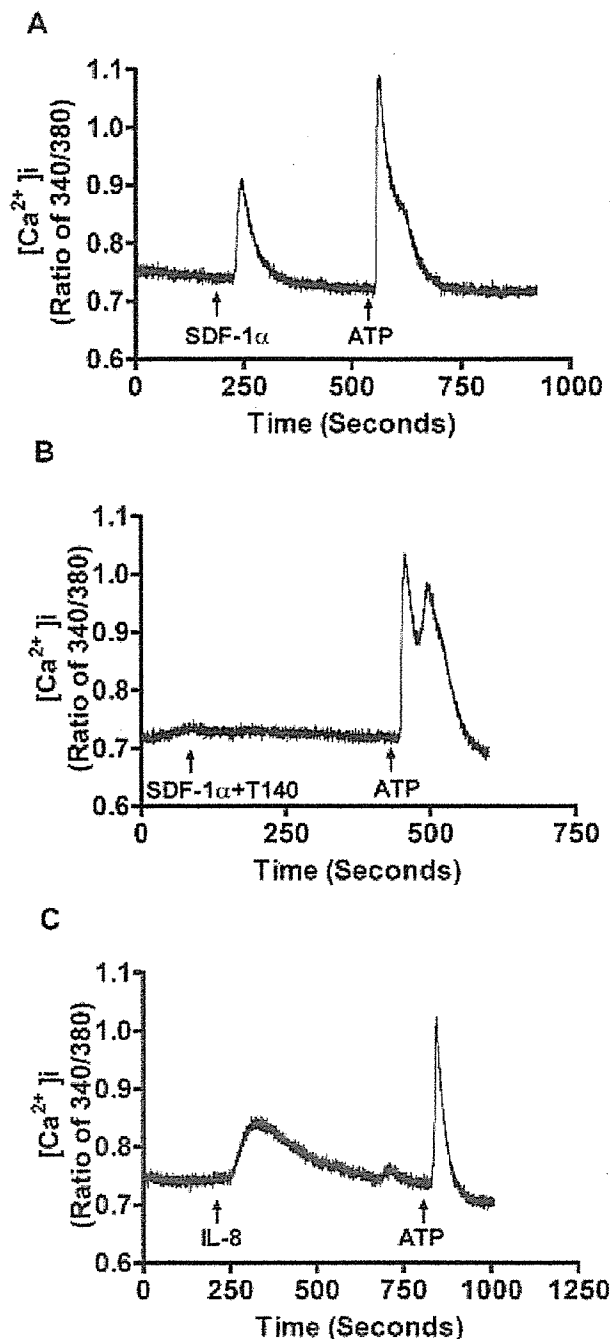 A
[Ca²⁺]i
(Ratio of 340/380)
1.1
1.0
0.9
0.8
0.7
0.6
SDF-1α
ATP
0
250
500
750
1000
Time (Seconds)
B
[Ca²⁺]i
(Ratio of 340/380)
1.1
1.0
0.9
0.8
0.7
0.6
SDF-1α+T140
ATP
0
250
500
750
Time (Seconds)
C
[Ca²⁺]i
(Ratio of 340/380)
1.1
1.0
0.9
0.8
0.7
0.6
IL-8
ATP
0
250
500
750
1000
1250
Time (Seconds)